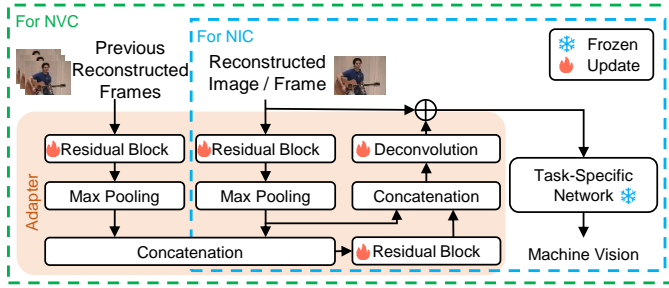 For NVC
For NIC
Previous
Reconstructed
Frames
Reconstructed
Image / Frame
Frozen
Update
Adapter
Residual Block
Residual Block
Deconvolution
Max Pooling
Max Pooling
Concatenation
Task-Specific
Network
Concatenation
Residual Block
Machine Vision